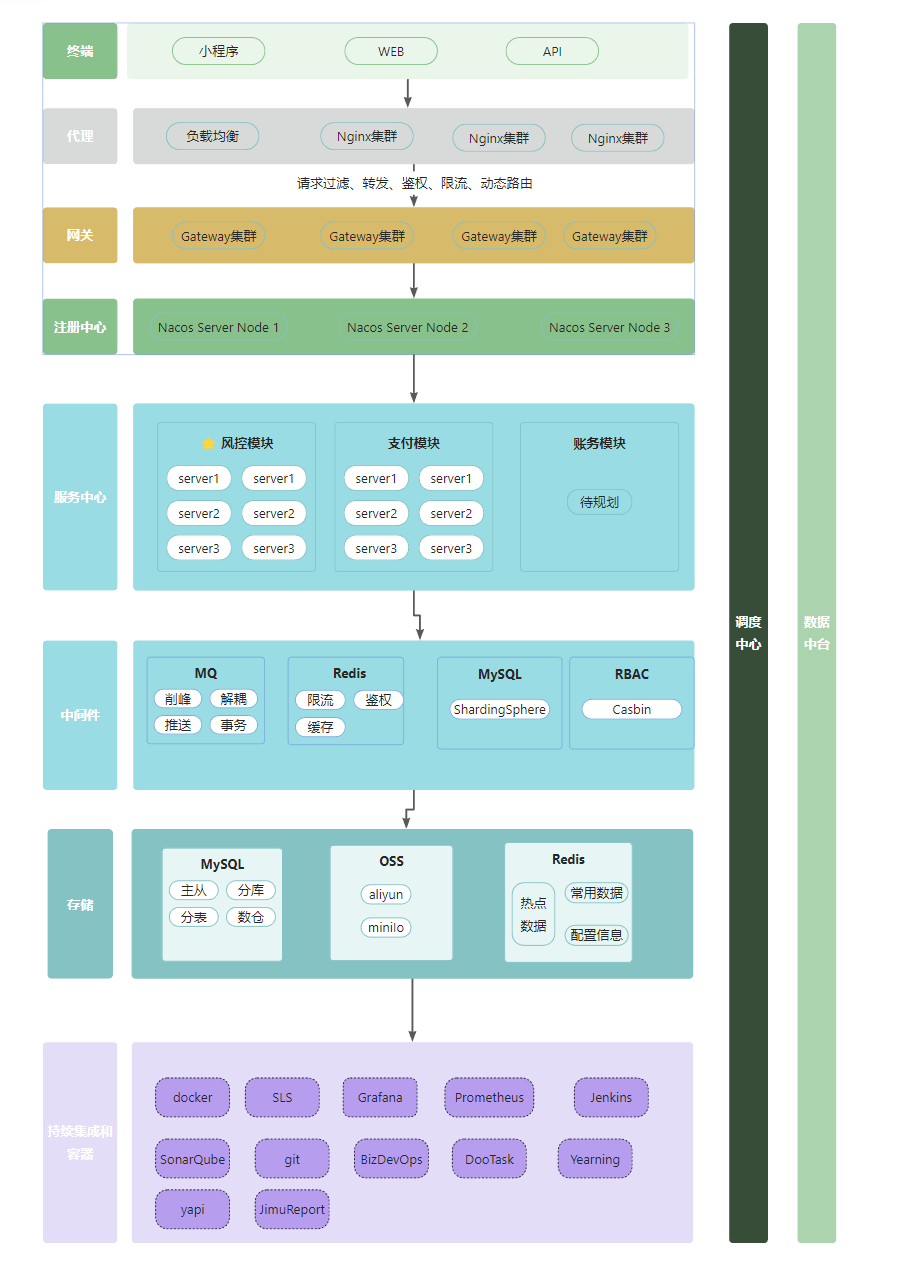 终端
小程序
WEB
API
代理
负载均衡
Nginx集群
Nginx集群
Nginx集群
请求过滤、转发、鉴权、限流、动态路由
网关
Gateway集群
Gateway集群
Gateway集群
Gateway集群
注册中心
Nacos Server Node 1
Nacos Server Node 2
Nacos Server Node 3
服务中心
风控模块
server1
server1
server2
server2
server3
server3
支付模块
server1
server1
server2
server2
server3
server3
账务模块
待规划
中间件
MQ
削峰
解耦
推送
事务
Redis
限流
鉴权
缓存
MySQL
ShardingSphere
RBAC
Casbin
存储
MySQL
主从
分库
分表
数仓
OSS
aliyun
minilo
Redis
热点
数据
常用数据
配置信息
持续集成和
容器
docker
SLS
Grafana
Prometheus
Jenkins
SonarQube
git
BizDevOps
DooTask
Yearning
yapi
JimuReport
调度
中心
数据
中台